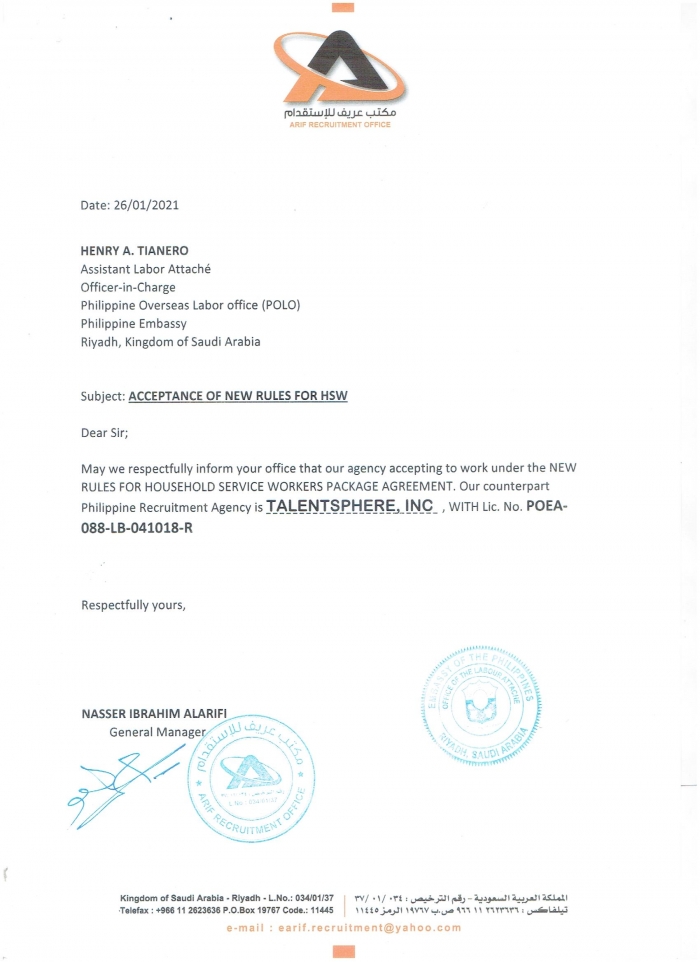 مكتب عريف للإستقدام
ARIF RECRUITMENT OFFICE
Date: 26/01/2021
HENRY A. TIANERO
Assistant Labor Attaché
Officer-in-Charge
Philippine Overseas Labor office (POLO)
Philippine Embassy
Riyadh, Kingdom of Saudi Arabia
Subject: ACCEPTANCE OF NEW RULES FOR HSW
Dear Sir;
May we respectfully inform your office that our agency accepting to work under the NEW
RULES FOR HOUSEHOLD SERVICE WORKERS PACKAGE AGREEMENT. Our counterpart
Philippine Recruitment Agency is TALENTSPHERE, INC , WITH Lic. No. POEA-
088-LB-041018-R
Respectfully yours,
EMBASSY OF THE PHILIPPINES
OFFICE OF THE LABOUR ATTACHE
RIYADH, SAUDI ARABIA
NASSER IBRAHIM ALARIFI
General Manager
مكتب عريف للإستقدام
ARIF RECRUITMENT OFFICE
Kingdom of Saudi Arabia - Riyadh - L.No.: 034/01/37
Telefax : +966 11 2623636 P.O.Box 19767 Code.: 11445
المملكة العربية السعودية - رقم الترخيص : ٠٣٤ / ٠١ / ٣٧
تيلفاكس : ٢٦٢٣٦٣٦ ١١ ٩٦٦ ص.ب ١٩٧٦٧ الرمز ١١٤٤٥
e-mail : earif.recruitment@yahoo.com